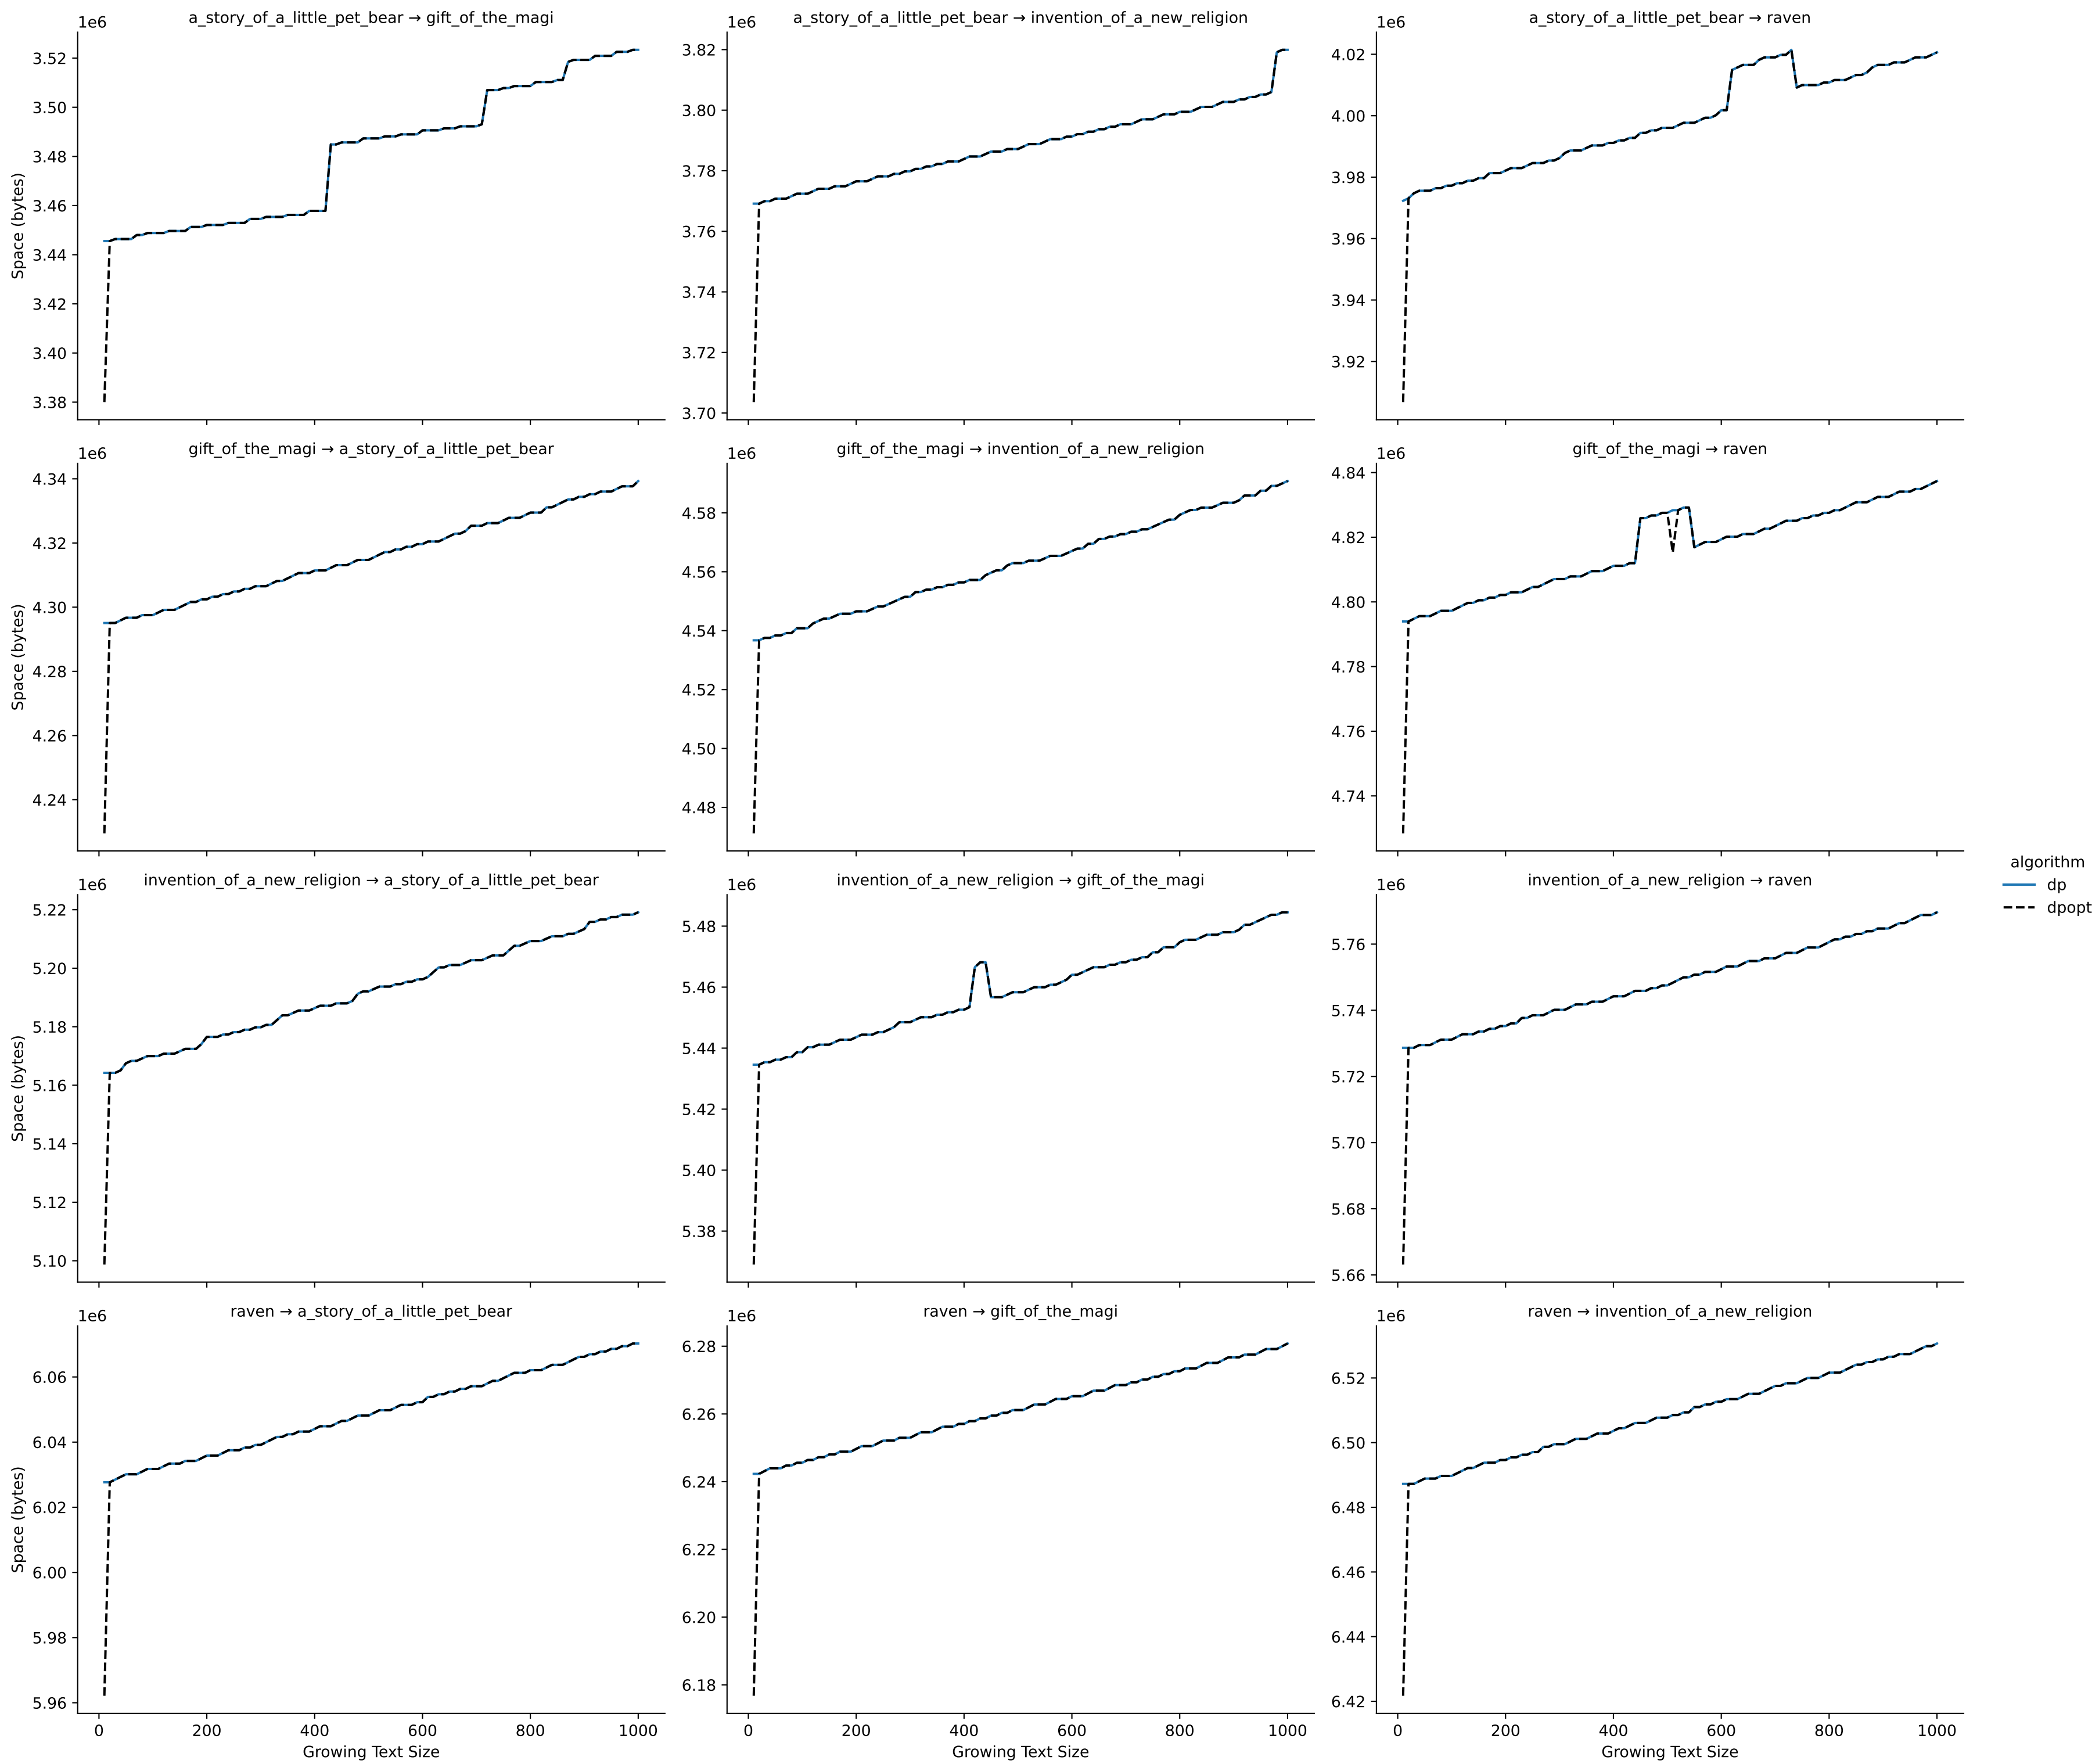 a_story_of_a_little_pet_bear → gift_of_the_magi
1e6
3.52
3.50
3.48
3.46
3.44
3.42
3.40
3.38
Space (bytes)
a_story_of_a_little_pet_bear → invention_of_a_new_religion
1e6
3.82
3.80
3.78
3.76
3.74
3.72
3.70
a_story_of_a_little_pet_bear → raven
1e6
4.02
4.00
3.98
3.96
3.94
3.92
gift_of_the_magi → a_story_of_a_little_pet_bear
1e6
4.34
4.32
4.30
4.28
4.26
4.24
Space (bytes)
gift_of_the_magi → invention_of_a_new_religion
1e6
4.58
4.56
4.54
4.52
4.50
4.48
gift_of_the_magi → raven
1e6
4.84
4.82
4.80
4.78
4.76
4.74
algorithm
dp
dpopt
invention_of_a_new_religion → a_story_of_a_little_pet_bear
1e6
5.22
5.20
5.18
5.16
5.14
5.12
5.10
Space (bytes)
invention_of_a_new_religion → gift_of_the_magi
1e6
5.48
5.46
5.44
5.42
5.40
5.38
invention_of_a_new_religion → raven
1e6
5.76
5.74
5.72
5.70
5.68
5.66
raven → a_story_of_a_little_pet_bear
1e6
6.06
6.04
6.02
6.00
5.98
5.96
Space (bytes)
0 200 400 600 800 1000
Growing Text Size
raven → gift_of_the_magi
1e6
6.28
6.26
6.24
6.22
6.20
6.18
0 200 400 600 800 1000
Growing Text Size
raven → invention_of_a_new_religion
1e6
6.52
6.50
6.48
6.46
6.44
6.42
0 200 400 600 800 1000
Growing Text Size